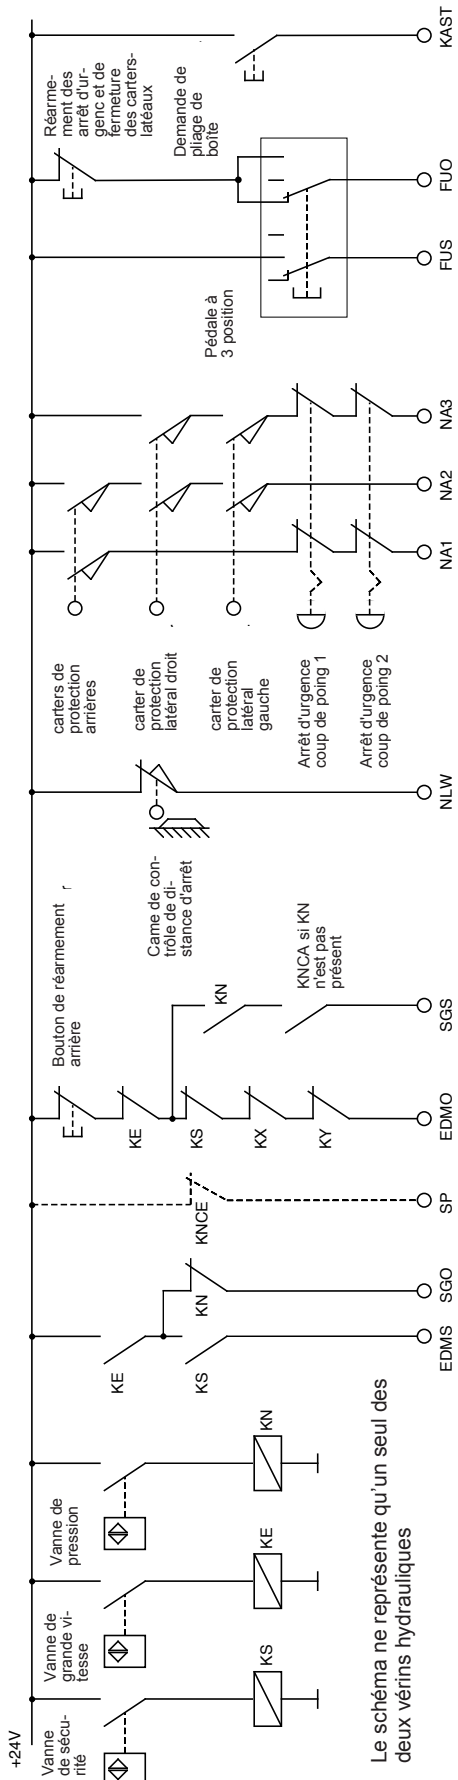 +24V
Vanne
de sécu-
rité
KS
Vanne de
grande vi-
tesse
KE
Vanne de
pression
KN
Le schéma ne représente qu'un seul des
deux vérins hydrauliques
KE
KS
EDMS
KN
SGO
KNCE
SP
Bouton de réarmement
arrière
KE
KS
KX
KY
EDMO
KN
KNCA si KN
n'est pas
présent
SGS
Came de con-
trôle de di-
stance d'arrêt
NLW
carters de
protection
arrières
carter de
protection
latéral droit
carter de
protection
latéral
gauche
Arrêt d'urgence
coup de poing 1
Arrêt d'urgence
coup de poing 2
NA1
NA2
NA3
Pédale à
3 position
FUS
FUO
Réarme-
ment des
arrêt d'ur-
genc et de
fermeture
des carters-
latéaux
Demande de
pliage de
boîte
KAST